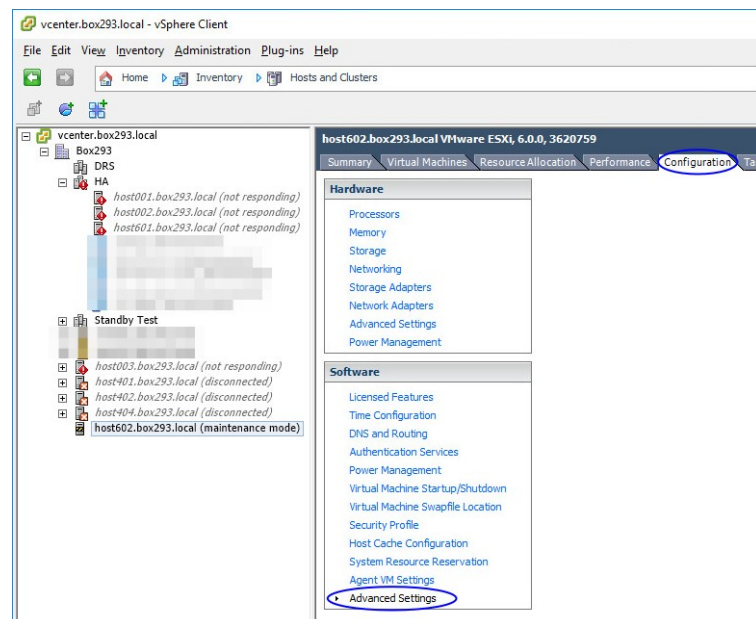 vcenter.box293.local - vSphere Client
File Edit View Inventory Administration Plug-ins Help
Home Inventory Hosts and Clusters
vcenter.box293.local
Box293
DRS
HA
host001.box293.local (not responding)
host002.box293.local (not responding)
host601.box293.local (not responding)
Standby Test
host003.box293.local (not responding)
host401.box293.local (disconnected)
host402.box293.local (disconnected)
host404.box293.local (disconnected)
host602.box293.local (maintenance mode)
host602.box293.local VMware ESXi, 6.0.0, 3620759
Summary Virtual Machines Resource Allocation Performance Configuration Ta
Hardware
Processors
Memory
Storage
Networking
Storage Adapters
Network Adapters
Advanced Settings
Power Management
Software
Licensed Features
Time Configuration
DNS and Routing
Authentication Services
Power Management
Virtual Machine Startup/Shutdown
Virtual Machine Swapfile Location
Security Profile
Host Cache Configuration
System Resource Reservation
Agent VM Settings
Advanced Settings